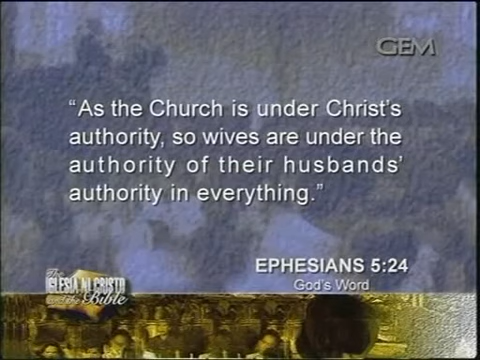 GEM
“As the Church is under Christ’s
authority, so wives are under the
authority of their husbands’
authority in everything.”
EPHESIANS 5:24
God’s Word
The
IGLESIA NI CRISTO
and the Bible